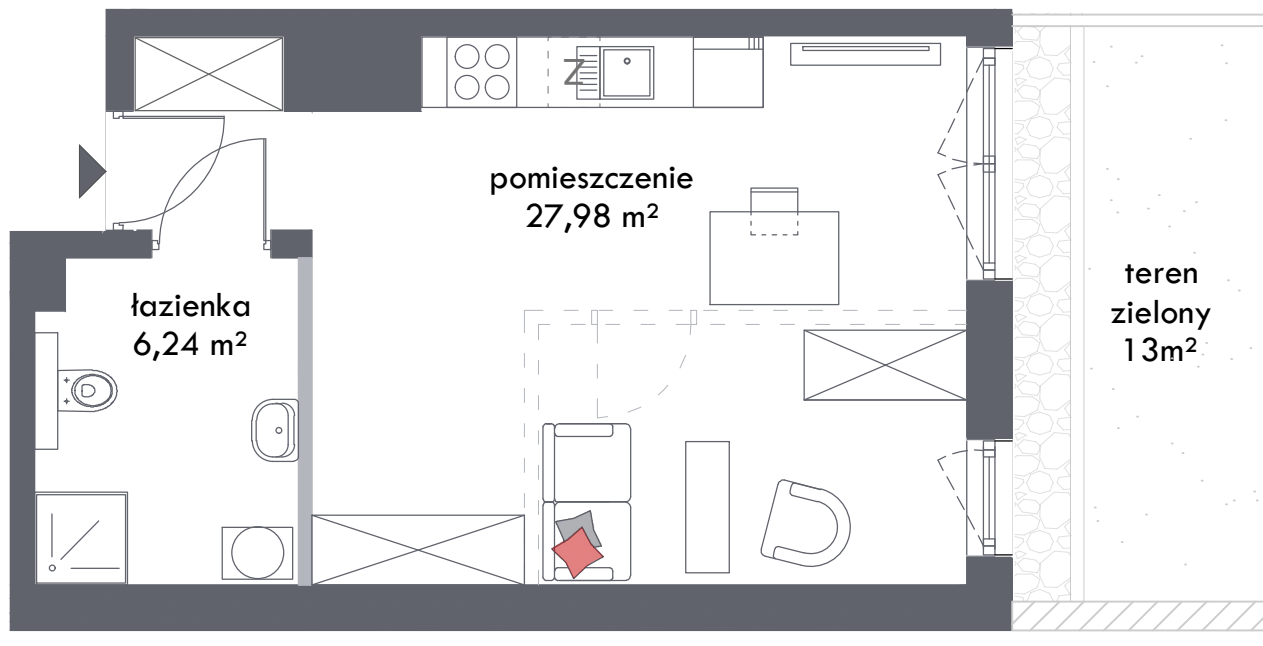 Z
pomieszczenie
27,98 m²
łazienka
6,24 m²
teren
zielony
13m²